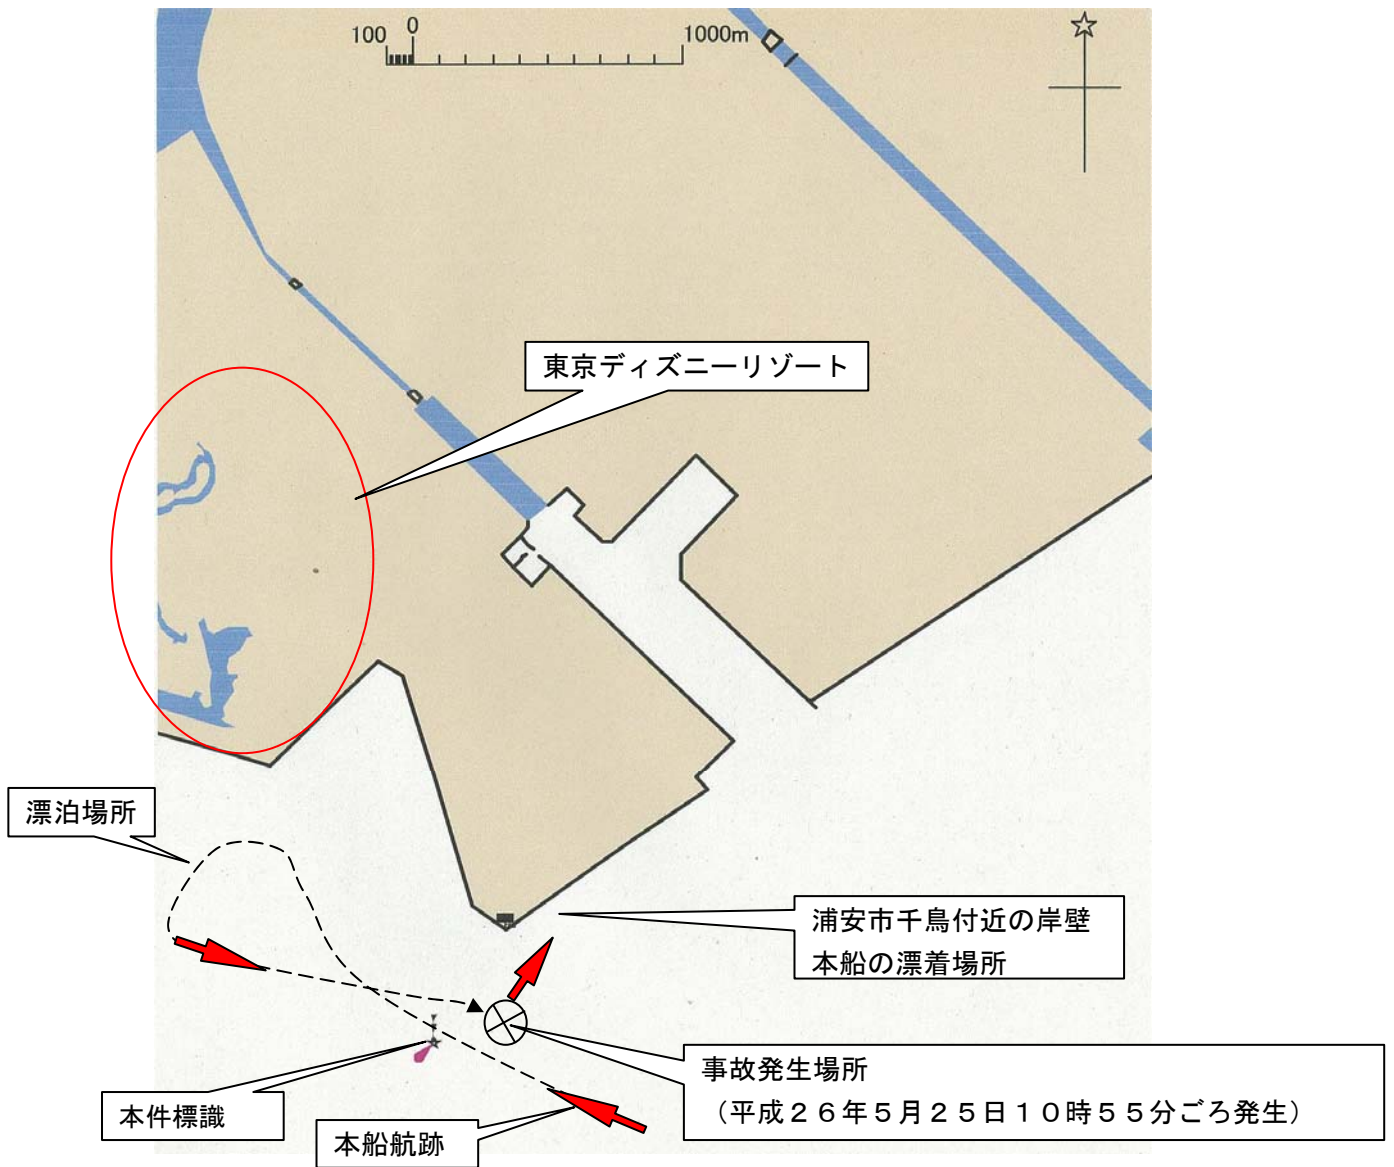 100 0 1000m
東京ディズニーリゾート
漂泊場所
浦安市千鳥付近の岸壁
本船の漂着場所
事故発生場所
（平成２６年５月２５日１０時５５分ごろ発生）
本件標識
本船航跡